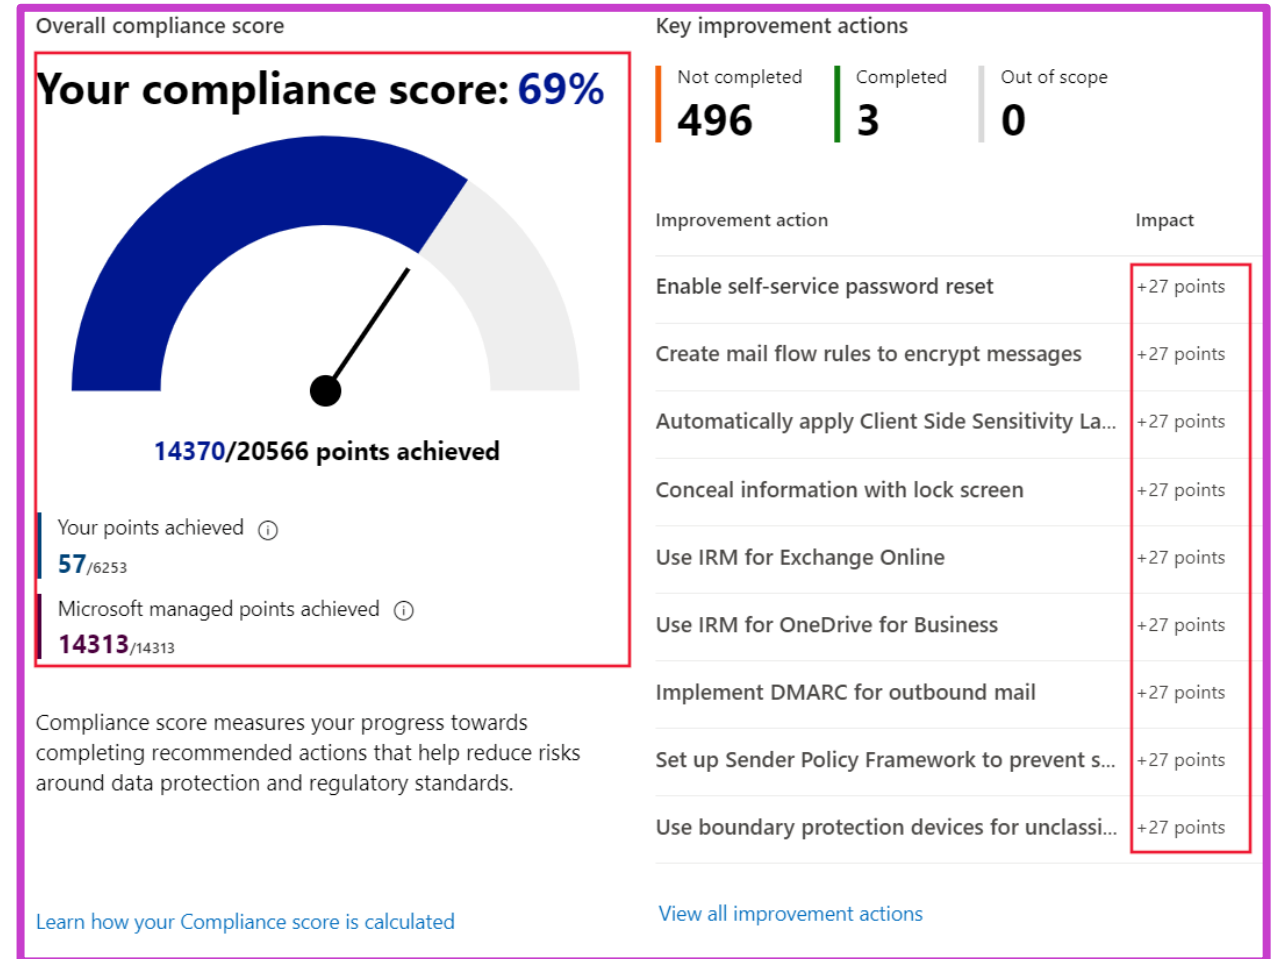 Overall compliance score
Your compliance score: 69%
14370/20566 points achieved
Your points achieved
57/6253
Microsoft managed points achieved
14313/14313
Compliance score measures your progress towards
completing recommended actions that help reduce risks
around data protection and regulatory standards.
Learn how your Compliance score is calculated
Key improvement actions
Not completed
496
Completed
3
Out of scope
0
Improvement action Impact
Enable self-service password reset +27 points
Create mail flow rules to encrypt messages +27 points
Automatically apply Client Side Sensitivity La... +27 points
Conceal information with lock screen +27 points
Use IRM for Exchange Online +27 points
Use IRM for OneDrive for Business +27 points
Implement DMARC for outbound mail +27 points
Set up Sender Policy Framework to prevent s... +27 points
Use boundary protection devices for unclassi... +27 points
View all improvement actions